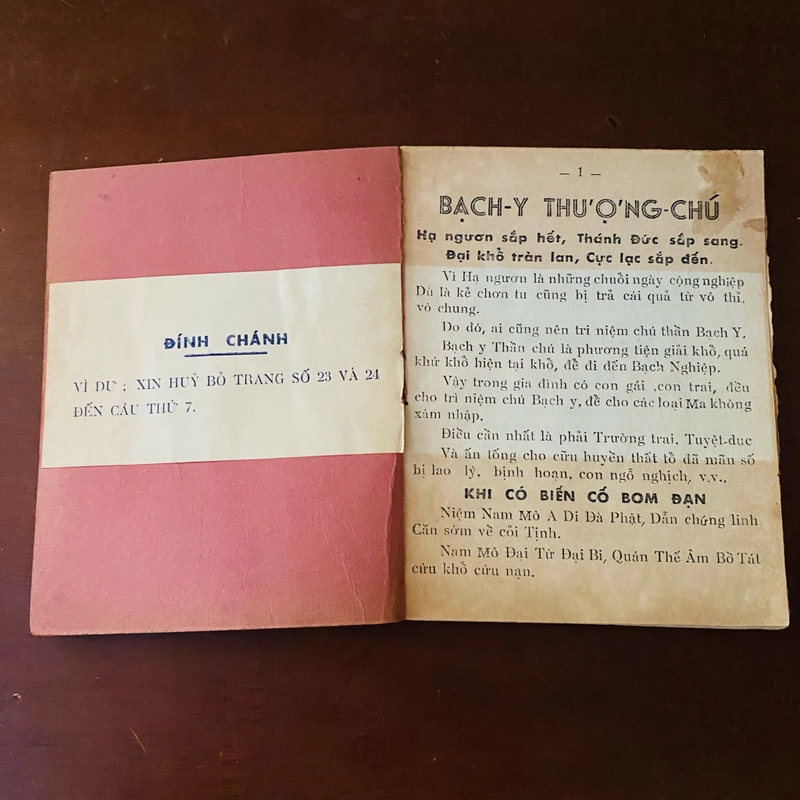 ĐÍNH CHÁNH
VÌ DƯ ; XIN HUỶ BỎ TRANG SỐ 23 VÀ 24
ĐẾN CÂU THỨ 7.
— 1 —
BẠCH-Y THƯỢNG-CHÚ
Hạ ngươn sắp hết, Thánh Đức sắp sang.
Đại khổ tràn lan, Cực lạc sắp đến.
Vì Hạ ngươn là những chuỗi ngày cộng nghiệp
Dù là kẻ chơn tu cũng bị trả cái quả từ vô thỉ.
vô chung.
Do đó, ai cũng nên trì niệm chú thần Bạch Y.
Bạch y Thần chú là phương tiện giải khổ, quá
khứ khổ hiện tại khổ, để đi đến Bạch Nghiệp.
Vậy trong gia đình có con gái ,con trai, đều
cho trì niệm chú Bạch y, để cho các loại Ma không
xâm nhập.
Điều cần nhất là phải Trường trai, Tuyệt-dục
Và ấn tống cho cửu huyền thất tổ đã mãn số
bị lao lý, bịnh hoạn, con ngỗ nghịch, v.v..
KHI CÓ BIẾN CỐ BOM ĐẠN
Niệm Nam Mô A Di Đà Phật, Dẫn chứng linh
Căn sớm về cỏi Tịnh.
Nam Mô Đại Từ Đại Bi, Quán Thế Âm Bồ Tát
cứu khổ cứu nạn.